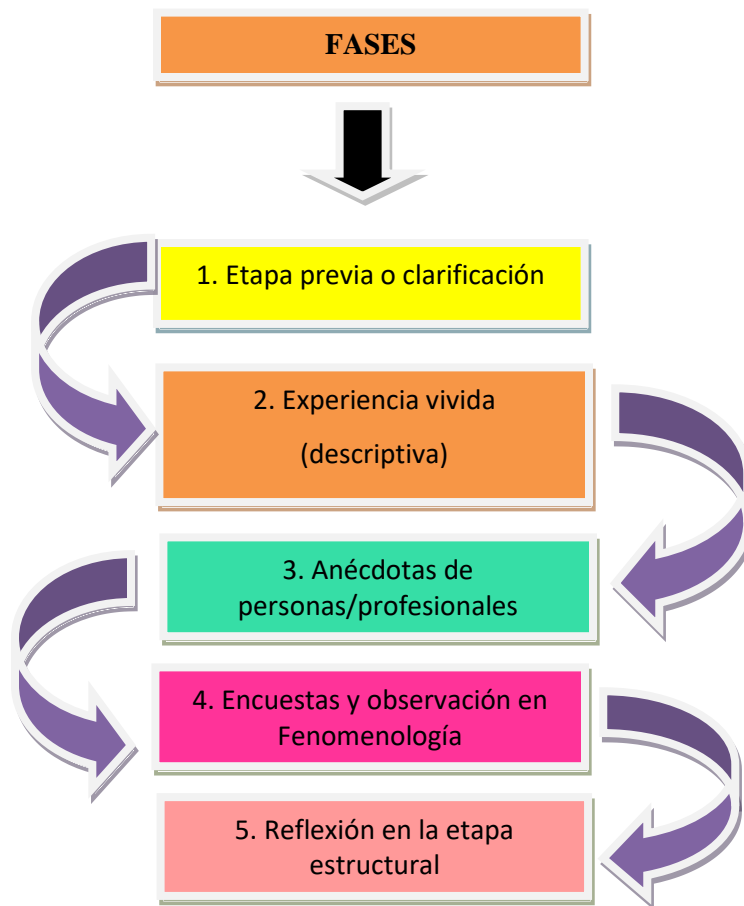 FASES
1. Etapa previa o clarificación
2. Experiencia vivida
(descriptiva)
3. Anécdotas de
personas/profesionales
4. Encuestas y observación en
Fenomenología
5. Reflexión en la etapa
estructural